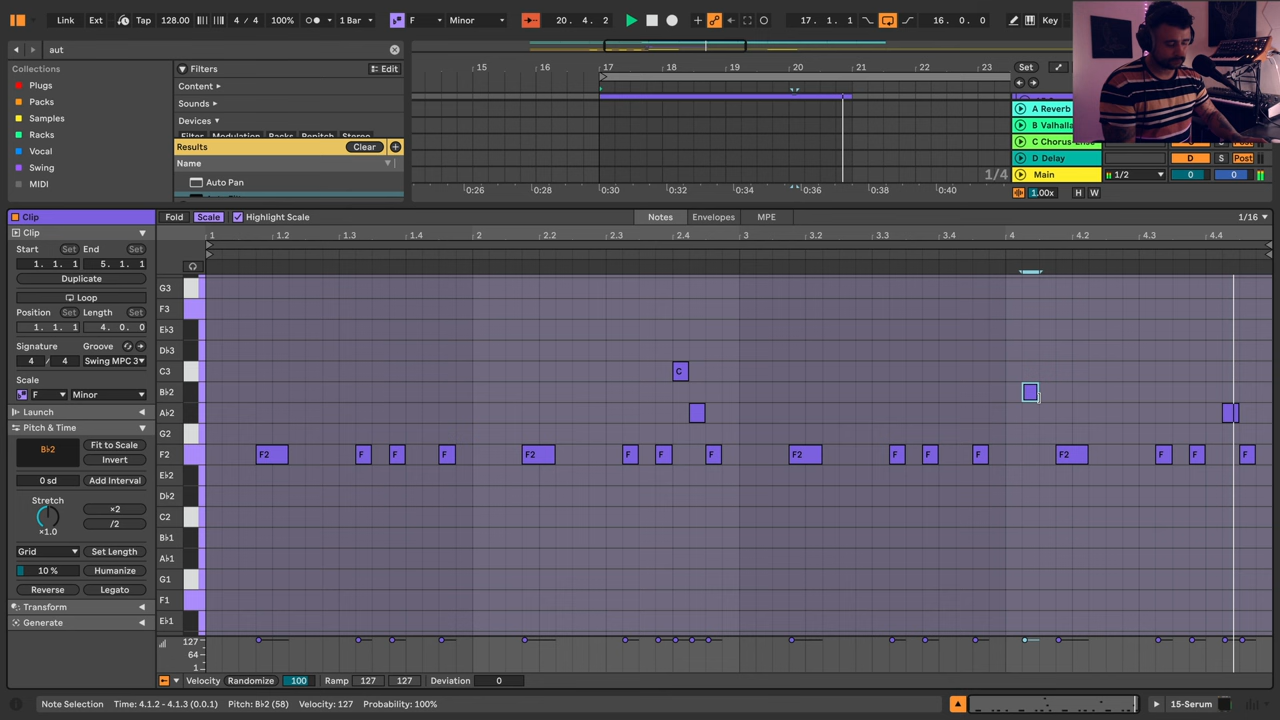 Link Ext Tap 128.00 4 / 4 100% 1 Bar F Minor 20. 4. 2 17. 1. 1 16. 0. 0 Key
aut
Collections
Plugs
Packs
Samples
Racks
Vocal
Swing
MIDI
Filters Edit
Content
Sounds
Devices
Filter Modulation Racks Repitch Stereo
Results Clear
Name
Auto Pan
15 16 17 18 19 20 21 22 23
Set
A Reverb
B Valhalla
C Chorus-Ense
D Delay D S Post
Main 1/2 0 0
1/4
0:26 0:28 0:30 0:32 0:34 0:36 0:38 0:40
1.00x H W
Clip Fold Scale Highlight Scale Notes Envelopes MPE 1/16
Clip
Start Set End Set
1. 1. 1 5. 1. 1
Duplicate
Loop
Position Set Length Set
1. 1. 1 4. 0. 0
Signature Groove
4 / 4 Swing MPC 3
Scale
F Minor
Launch
Pitch & Time
B♭2 Fit to Scale
Invert
0 sd Add Interval
Stretch
×2
/2
×1.0
Grid Set Length
10 % Humanize
Reverse Legato
Transform
Generate
1 1.2 1.3 1.4 2 2.2 2.3 2.4 3 3.2 3.3 3.4 4 4.2 4.3 4.4
G3
F3
E♭3
D♭3
C3 C
B♭2
A♭2
G2
F2 F2 F F F F2 F F F F2 F F F F2 F F F
E♭2
D♭2
C2
B♭1
A♭1
G1
F1
E♭1
127
64
1
Velocity Randomize 100 Ramp 127 127 Deviation 0
Note Selection Time: 4.1.2 - 4.1.3 (0.0.1) Pitch: B♭2 (58) Velocity: 127 Probability: 100% 15-Serum